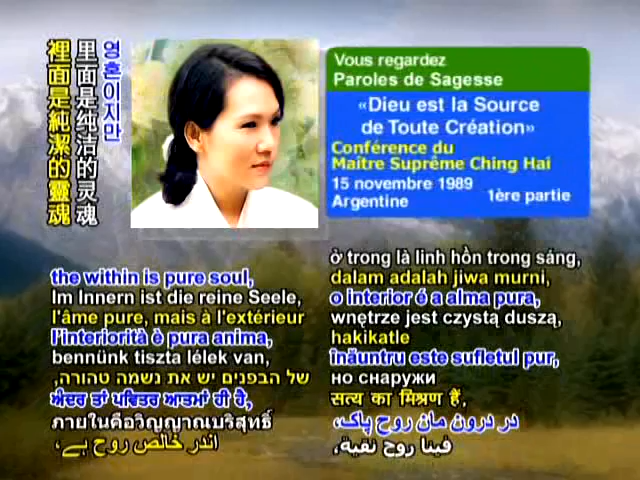 裡面是純潔的靈魂
里面是纯洁的灵魂
영혼이지만
Vous regardez
Paroles de Sagesse
«Dieu est la Source
de Toute Création»
Conférence du
Maître Suprême Ching Hai
15 novembre 1989
Argentine
1ère partie
the within is pure soul,
Im Innern ist die reine Seele,
l'âme pure, mais à l'extérieur
l'interiorità è pura anima,
bennünk tiszta lélek van,
של הבפנים יש את נשמה טהורה,
ਅੰਦਰ ਤਾਂ ਪਵਿਤਰ ਆਤਮਾਂ ਹੀ ਹੈ,
ภายในคือวิญญาณบริสุทธิ์
اندر خالص روح ہے،
ở trong là linh hồn trong sáng,
dalam adalah jiwa murni,
o interior é a alma pura,
wnętrze jest czystą duszą,
hakikatle
înăuntru este sufletul pur,
но снаружи
सत्य का मिश्रण हैं,
در درون مان روح پاک،
فينا روح نقية،